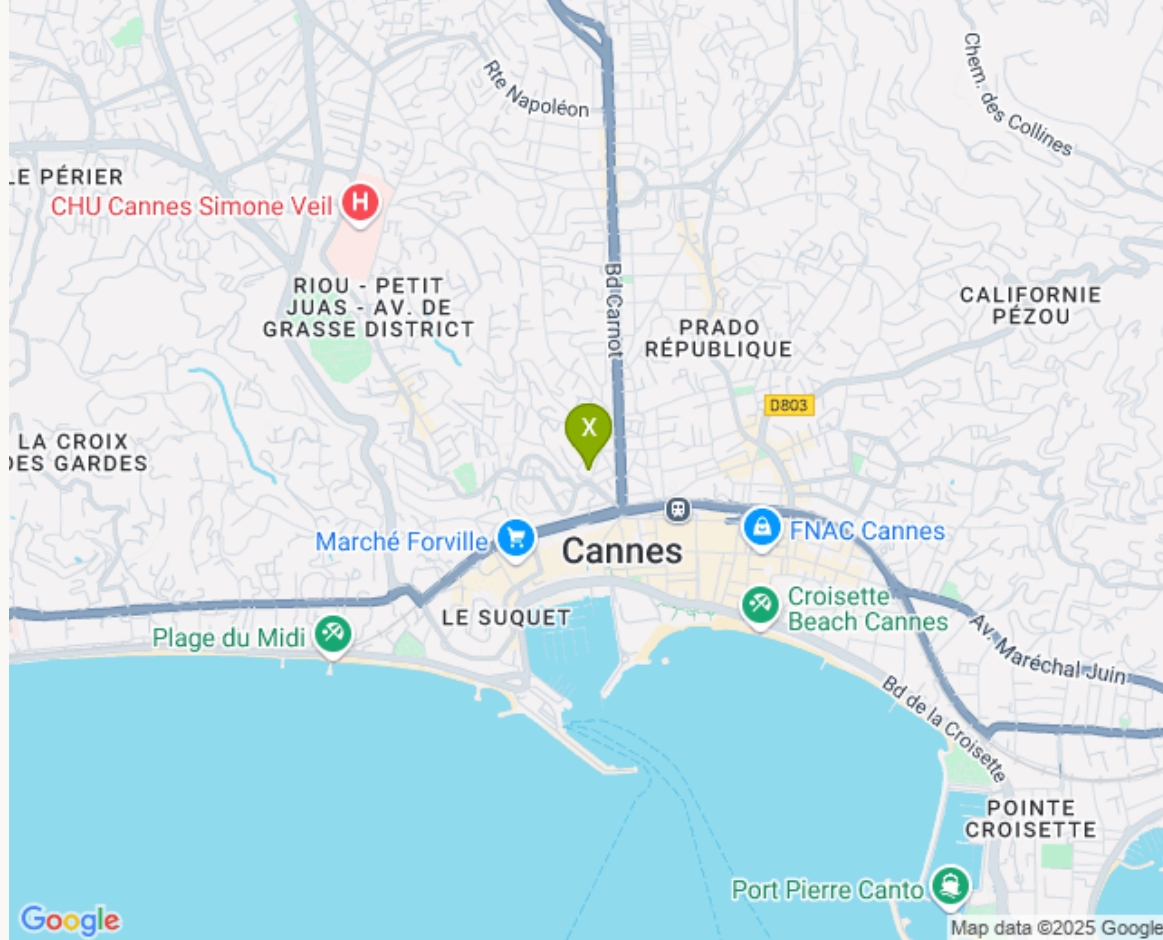 Rte Napoléon
Chem. des Collines
LE PÉRIER
CHU Cannes Simone Veil
H
RIOU - PETIT
JUAS - AV. DE
GRASSE DISTRICT
Bd Carnot
CALIFORNIE
PÉZOU
PRADO
RÉPUBLIQUE
D803
X
LA CROIX
DES GARDES
Marché Forville
Cannes
FNAC Cannes
LE SUQUET
Croisette
Beach Cannes
Plage du Midi
Av. Maréchal Juin
Bd de la Croisette
POINTE
CROISETTE
Port Pierre Canto
Google
Map data ©2025 Google